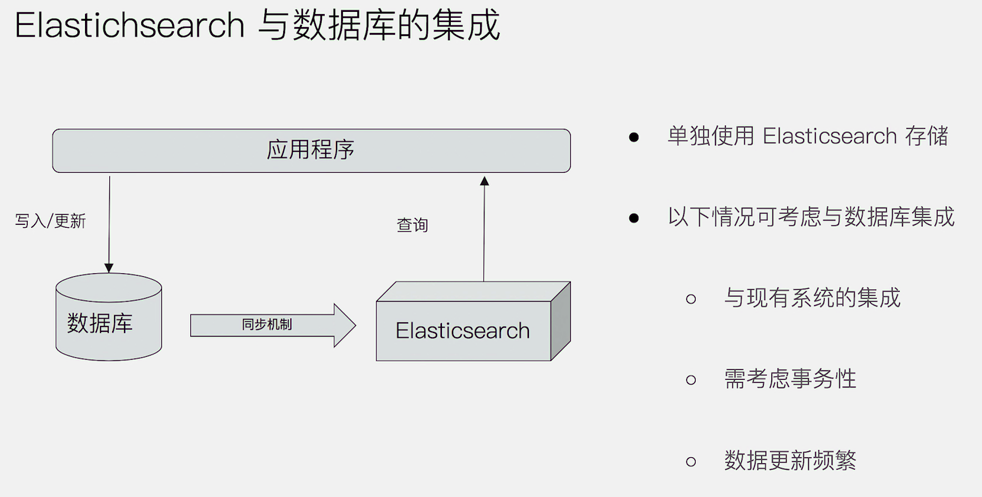 Elastichsearch 与数据库的集成
应用程序
写入/更新
查询
数据库
同步机制
Elasticsearch
单独使用 Elasticsearch 存储
以下情况可考虑与数据库集成
与现有系统的集成
需考虑事务性
数据更新频繁